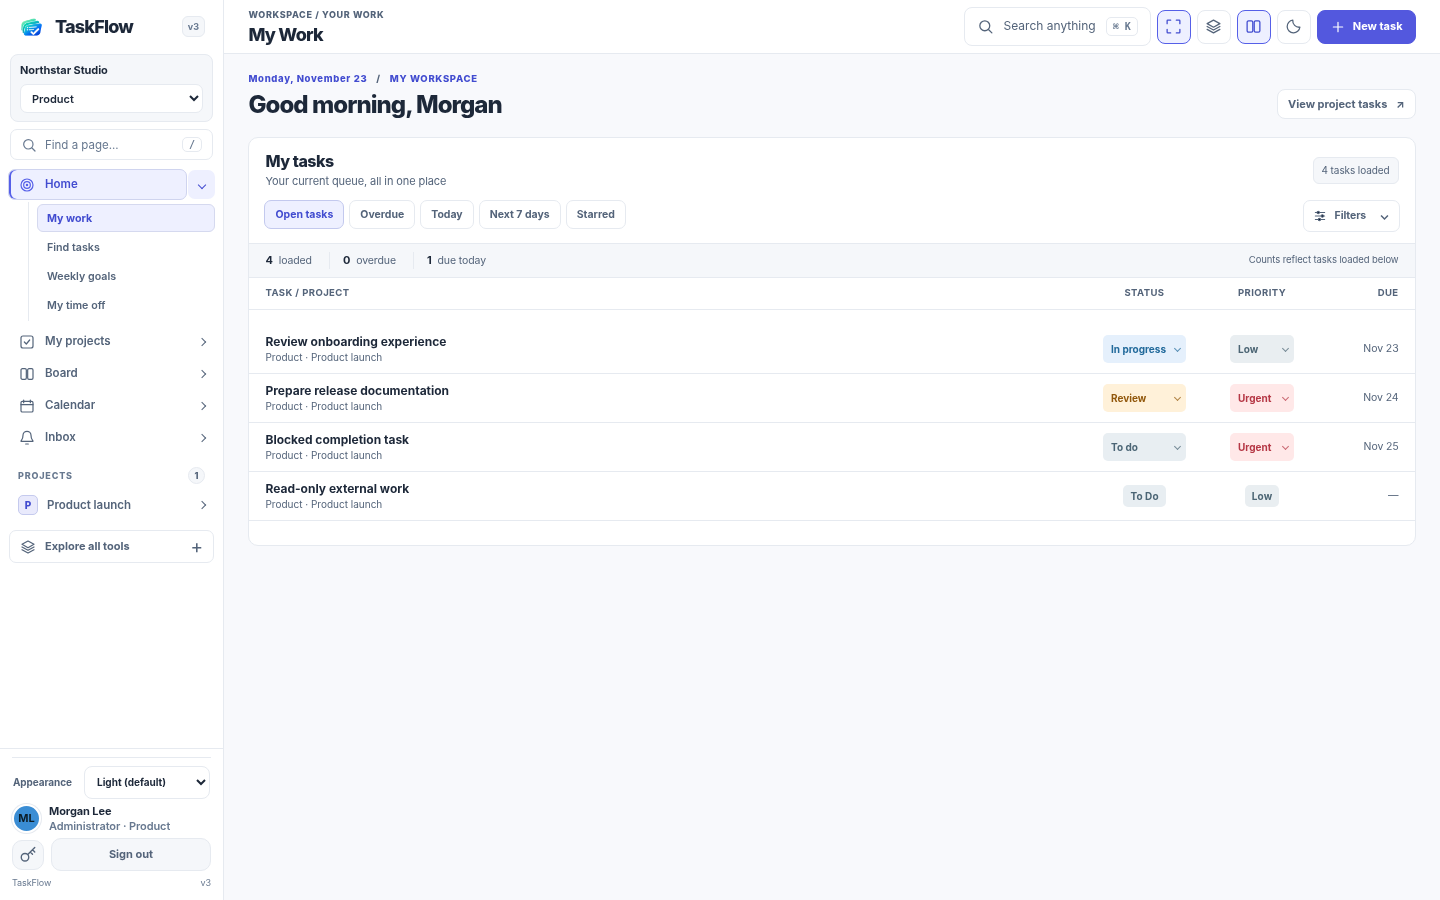 TaskFlow
v3
Northstar Studio
Product
Find a page...
/
Home
My work
Find tasks
Weekly goals
My time off
My projects
Board
Calendar
Inbox
PROJECTS
1
P
Product launch
Explore all tools
Appearance
Light (default)
ML
Morgan Lee
Administrator · Product
Sign out
TaskFlow
v3
WORKSPACE / YOUR WORK
My Work
Search anything
⌘ K
New task
Monday, November 23 / MY WORKSPACE
Good morning, Morgan
View project tasks
My tasks
Your current queue, all in one place
4 tasks loaded
Open tasks
Overdue
Today
Next 7 days
Starred
Filters
4 loaded
0 overdue
1 due today
Counts reflect tasks loaded below
TASK / PROJECT
STATUS
PRIORITY
DUE
Review onboarding experience
Product · Product launch
In progress
Low
Nov 23
Prepare release documentation
Product · Product launch
Review
Urgent
Nov 24
Blocked completion task
Product · Product launch
To do
Urgent
Nov 25
Read-only external work
Product · Product launch
To Do
Low
—